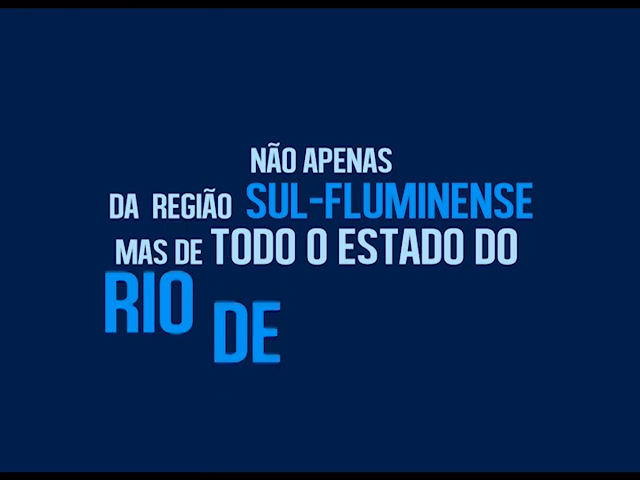 NÃO APENAS
DA REGIÃO SUL-FLUMINENSE
MAS DE TODO O ESTADO DO
RIO DE